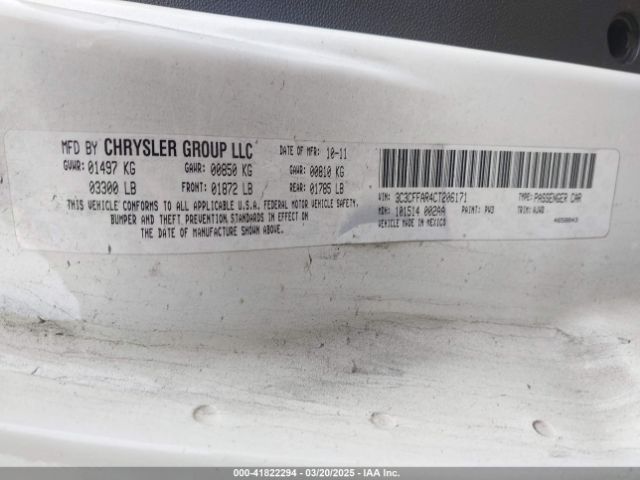 MFD BY CHRYSLER GROUP LLC DATE OF MFR: 10-11
GVWR: 01497 KG GAWR: 00850 KG GAWR: 00810 KG
03300 LB FRONT: 01872 LB REAR: 01785 LB
THIS VEHICLE CONFORMS TO ALL APPLICABLE U.S.A. FEDERAL MOTOR VEHICLE SAFETY,
BUMPER AND THEFT PREVENTION STANDARDS IN EFFECT ON
THE DATE OF MANUFACTURE SHOWN ABOVE.
VIN: 3C3CFFAR4CT206171 TYPE: PASSENGER CAR
MDH: 101514 002AA PAINT: PW3 TRIM:
VEHICLE MADE IN MEXICO
000-41822294 - 03/20/2025 - IAA